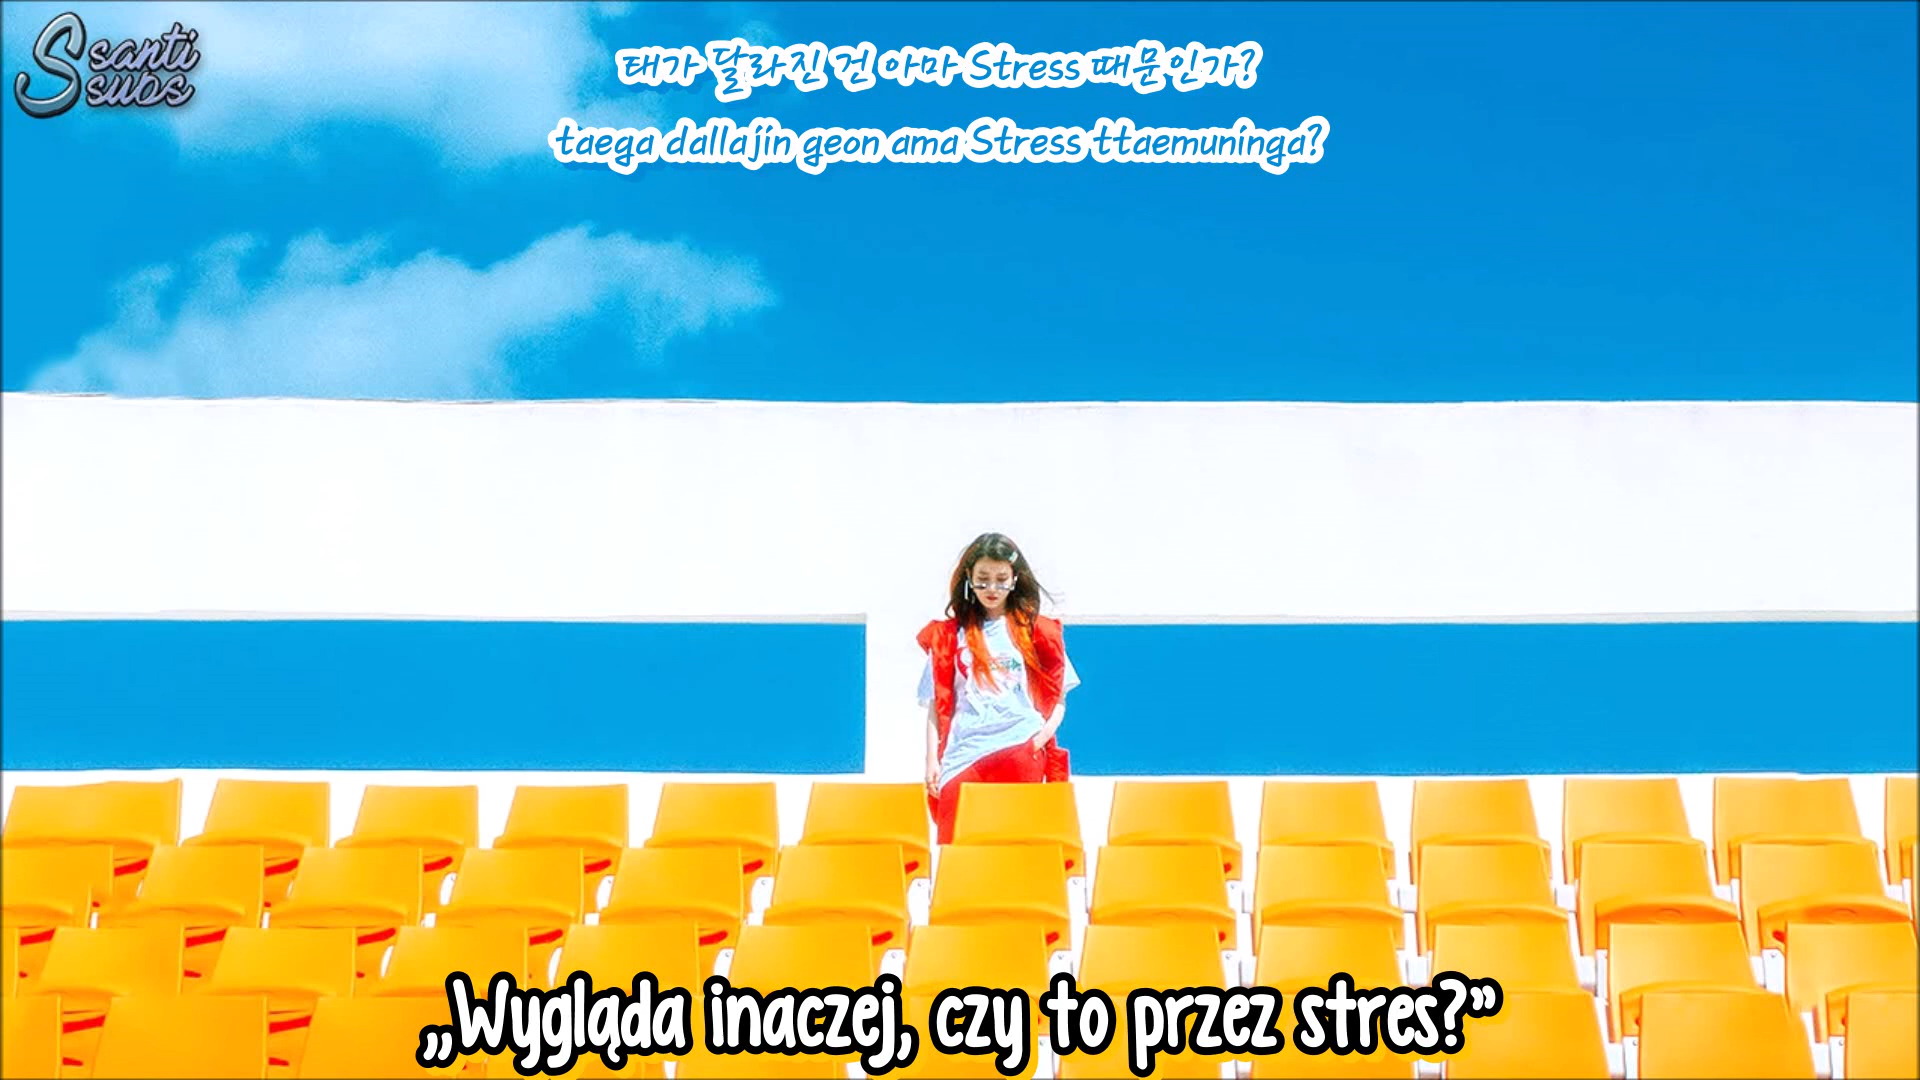 Ssanti
subs
태가 달라진 건 아마 Stress 때문인가?
taega dallajin geon ama Stress ttaemuninga?
„Wygląda inaczej, czy to przez stres?”